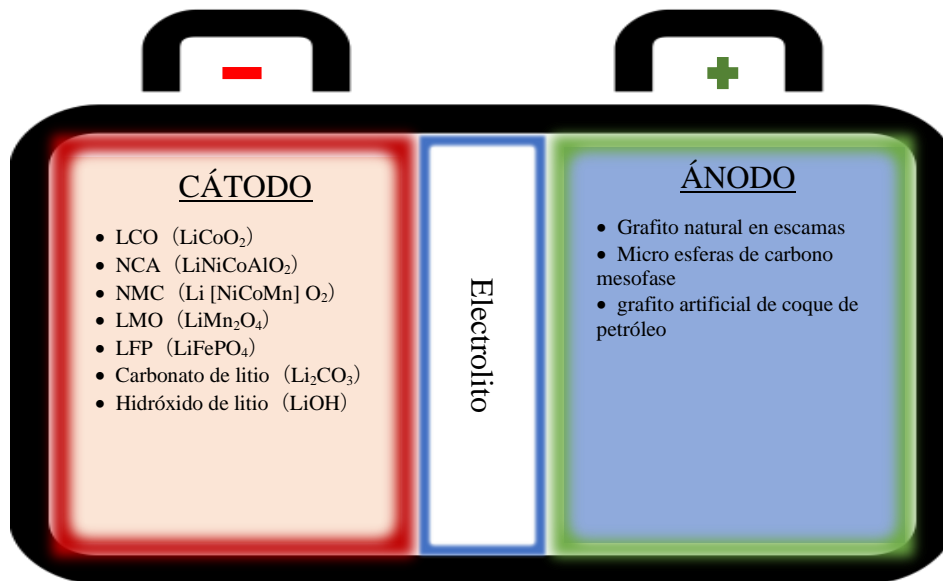 CÁTODO
• LCO （LiCoO₂）
• NCA （LiNiCoAlO₂）
• NMC （Li [NiCoMn] O₂）
• LMO （LiMn₂O₄）
• LFP （LiFePO₄）
• Carbonato de litio （Li₂CO₃）
• Hidróxido de litio （LiOH）
Electrolito
ÁNODO
• Grafito natural en escamas
• Micro esferas de carbono
mesofase
• grafito artificial de coque de
petróleo